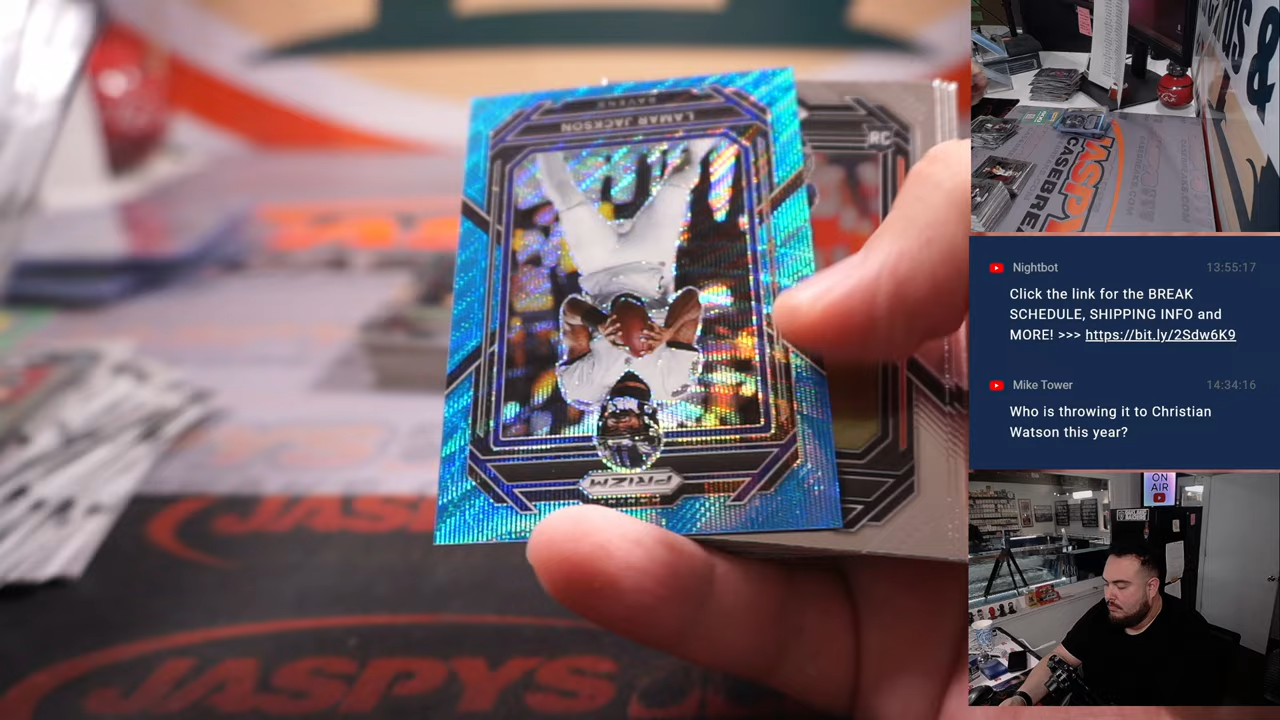 RAVENS
LAMAR JACKSON
RC
PRIZM
JASPYS
JASPY
CASEBRE
Nightbot
13:55:17
Click the link for the BREAK
SCHEDULE, SHIPPING INFO and
MORE! >>> https://bit.ly/2Sdw6K9
Mike Tower
14:34:16
Who is throwing it to Christian
Watson this year?
ON
AIR